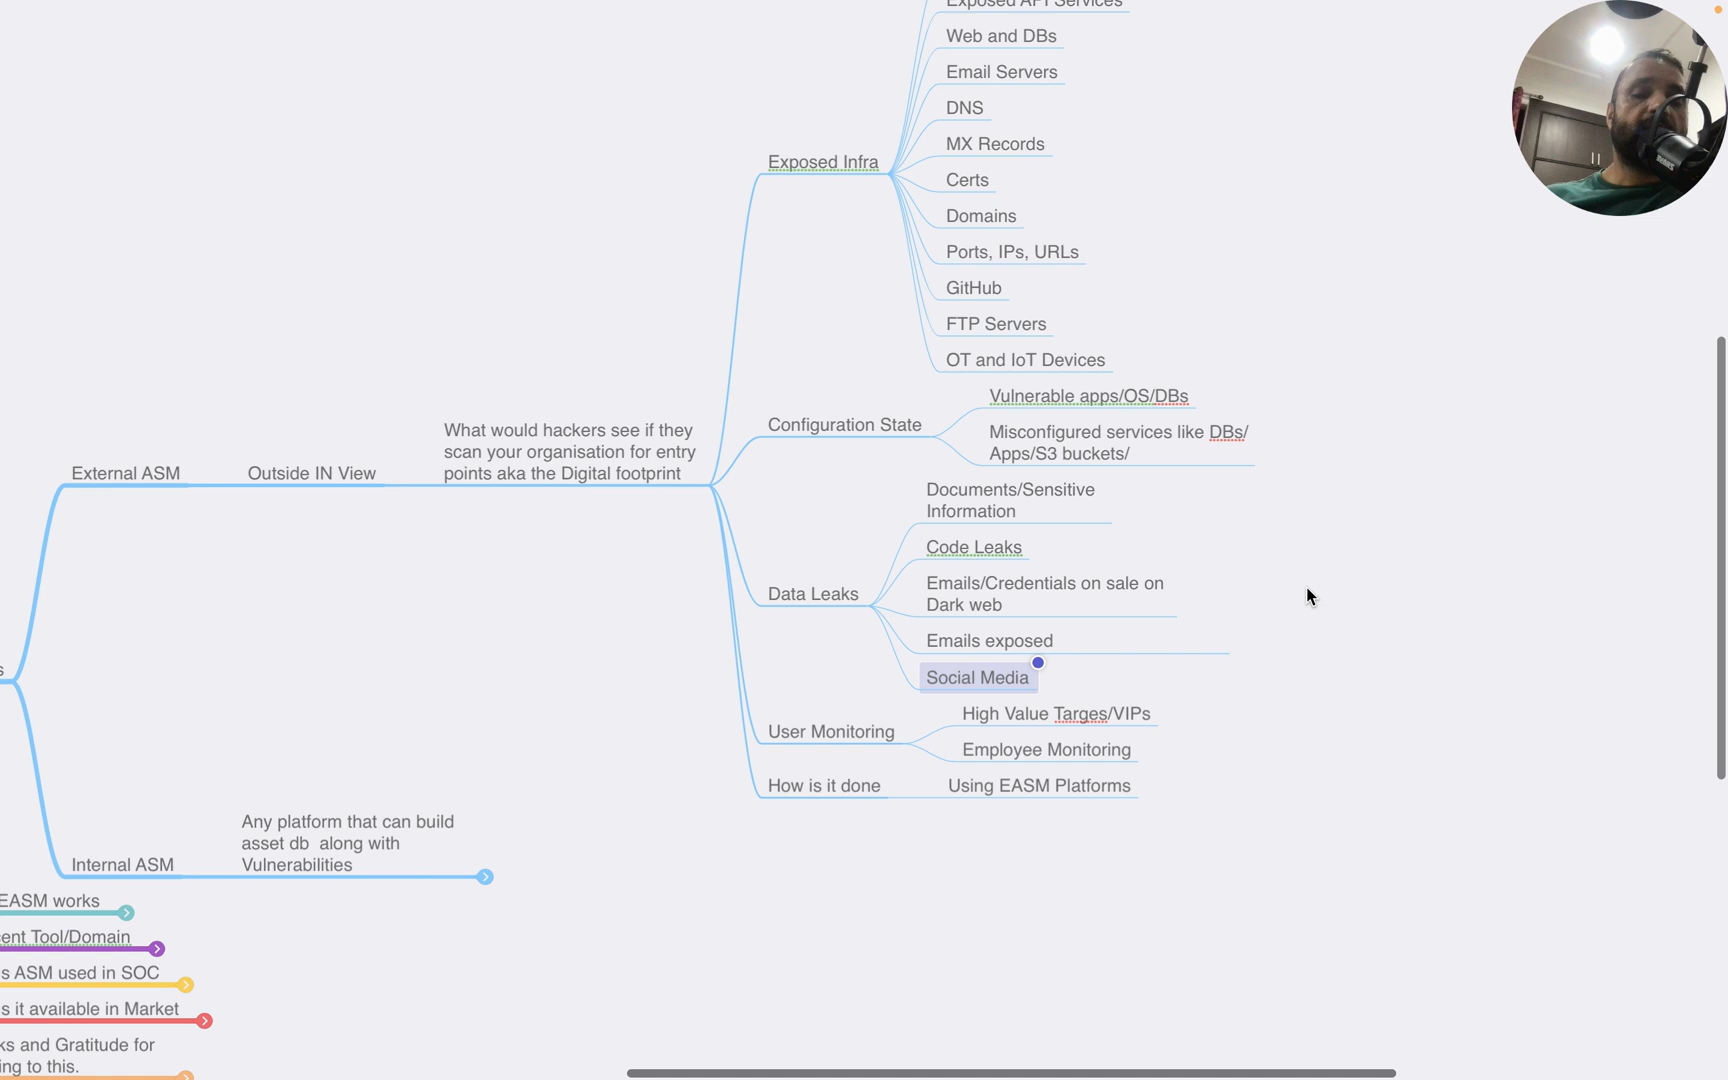 Exposed API Services
Web and DBs
Email Servers
DNS
MX Records
Exposed Infra
Certs
Domains
Ports, IPs, URLs
GitHub
FTP Servers
OT and IoT Devices
Vulnerable apps/OS/DBs
Configuration State
Misconfigured services like DBs/
Apps/S3 buckets/
What would hackers see if they
scan your organisation for entry
points aka the Digital footprint
External ASM
Outside IN View
Documents/Sensitive
Information
Code Leaks
Emails/Credentials on sale on
Dark web
Data Leaks
Emails exposed
Social Media
High Value Targes/VIPs
User Monitoring
Employee Monitoring
How is it done
Using EASM Platforms
Any platform that can build
asset db  along with
Vulnerabilities
Internal ASM
s
EASM works
cent Tool/Domain
s ASM used in SOC
s it available in Market
ks and Gratitude for
ing to this.